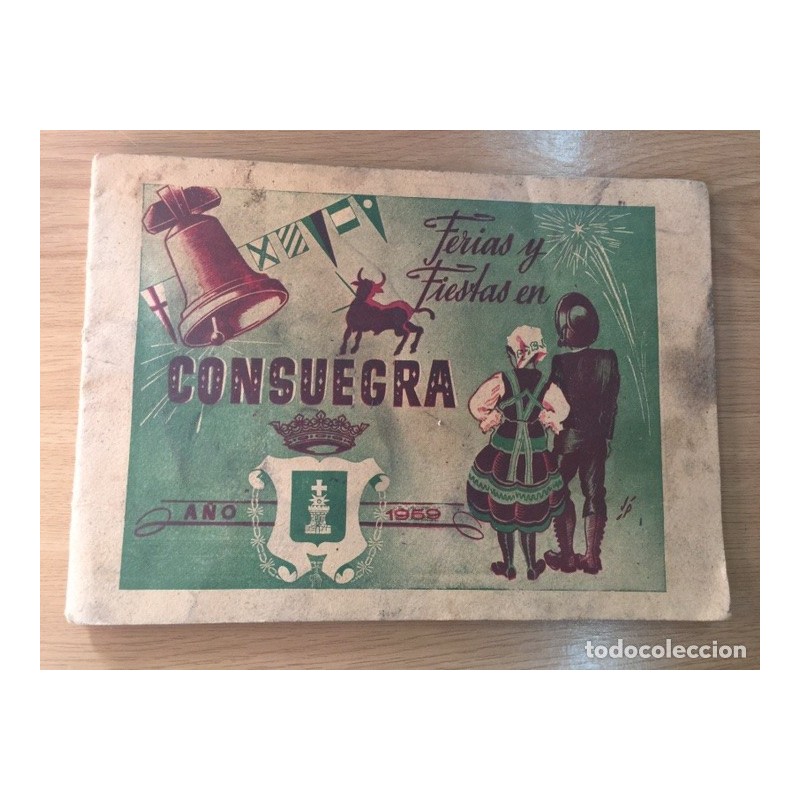 Ferias y
Fiestas en
CONSUEGRA
AÑO 1959
todocoleccion